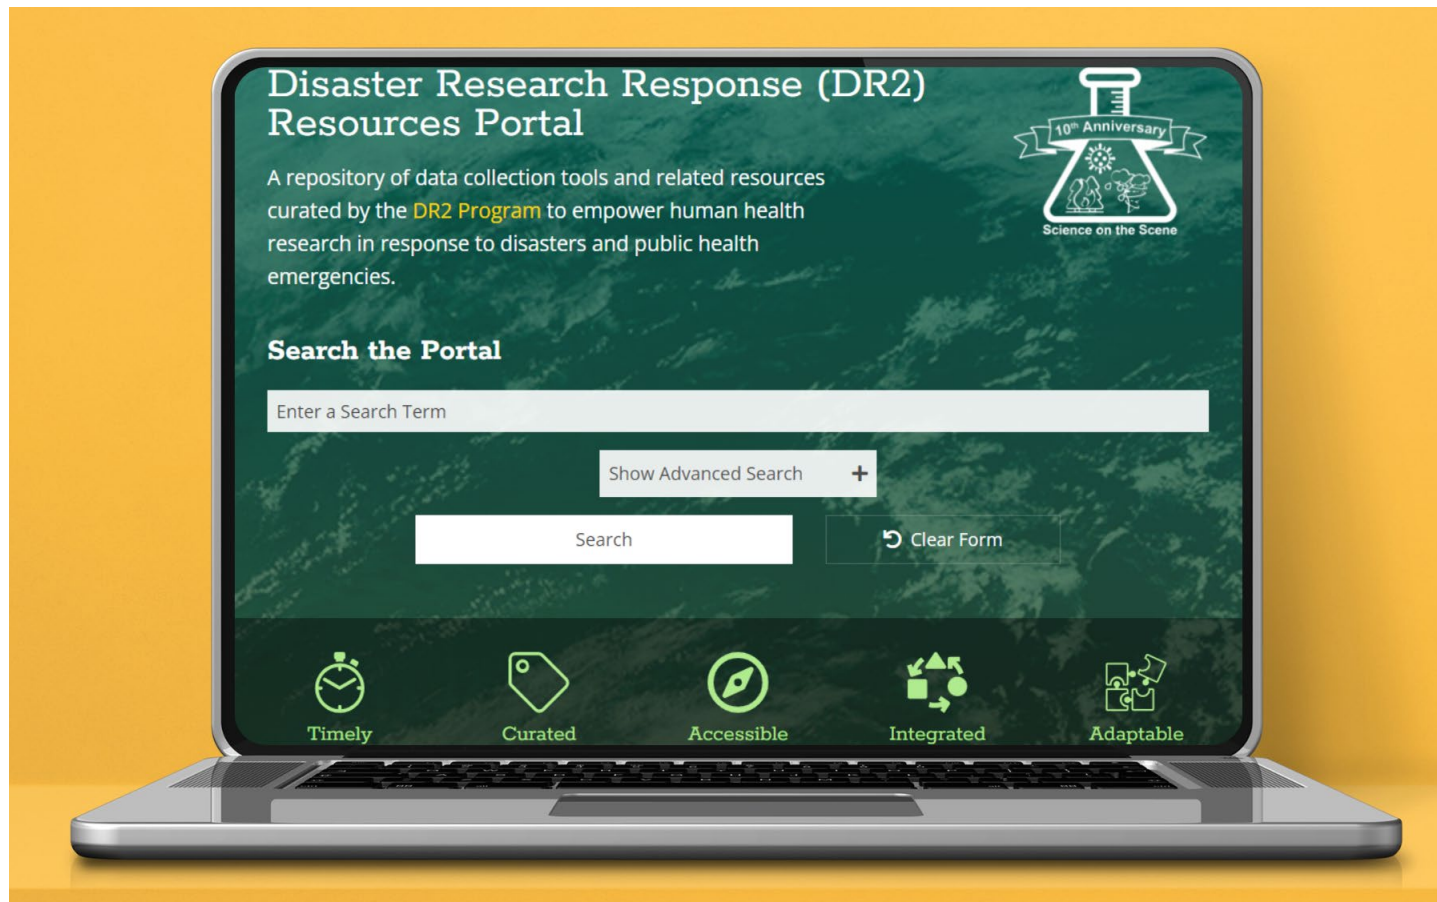 Disaster Research Response (DR2)
Resources Portal
10th Anniversary
Science on the Scene
A repository of data collection tools and related resources
curated by the DR2 Program to empower human health
research in response to disasters and public health
emergencies.
Search the Portal
Enter a Search Term
Show Advanced Search +
Search
Clear Form
Timely
Curated
Accessible
Integrated
Adaptable